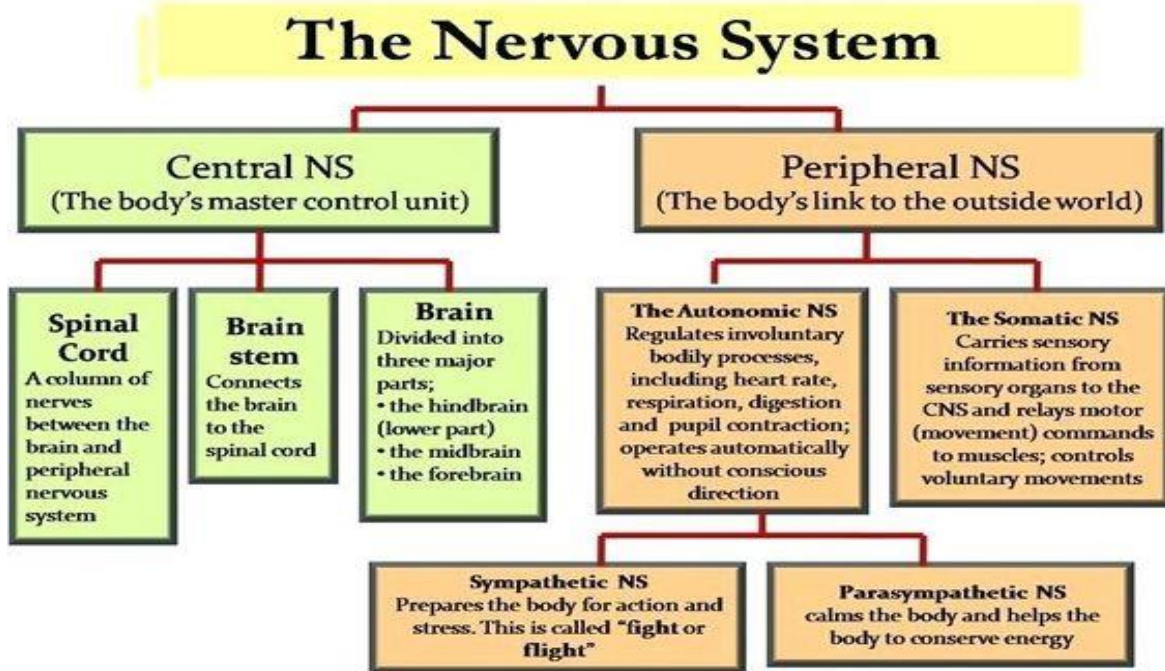 The Nervous System
Central NS
(The body's master control unit)
Peripheral NS
(The body's link to the outside world)
Spinal
Cord
A column of
nerves
between the
brain and
peripheral
nervous
system
Brain
stem
Connects
the brain
to the
spinal cord
Brain
Divided into
three major
parts;
• the hindbrain
(lower part)
• the midbrain
• the forebrain
The Autonomic NS
Regulates involuntary
bodily processes,
including heart rate,
respiration, digestion
and pupil contraction;
operates automatically
without conscious
direction
The Somatic NS
Carries sensory
information from
sensory organs to the
CNS and relays motor
(movement) commands
to muscles; controls
voluntary movements
Sympathetic NS
Prepares the body for action and
stress. This is called "fight or
flight"
Parasympathetic NS
calms the body and helps the
body to conserve energy